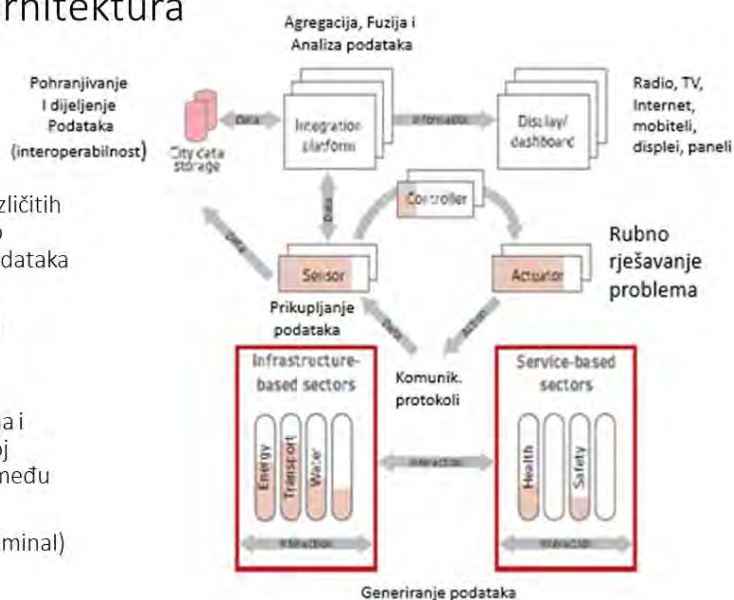 rhitektura
Agregacija, Fuzija i
Analiza podataka
Pohranjivanje
I dijeljenje
Podataka
(interoperabilnost)
City data
storage
Data
Integration
platform
Information
Display/
dashboard
Radio, TV,
Internet,
mobiteli,
displei, paneli
zličitih
o
dataka
Data
Data
Controller
Sensor
Actuator
Rubno
rješavanje
problema
Prikupljanje
podataka
Data
Action
Komunik.
protokoli
a i
oj
među
minal)
Infrastructure-
based sectors
Energy
Transport
Water
Interaction
Interaction
Service-based
sectors
Health
Safety
Interaction
Generiranje podataka